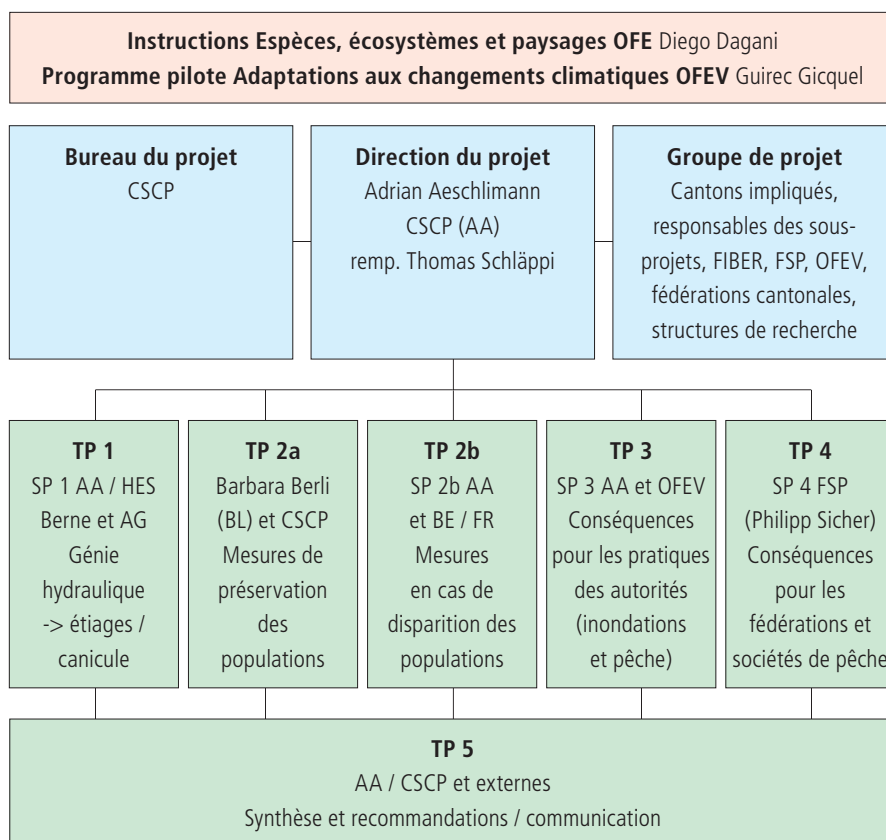 Instructions Espèces, écosystèmes et paysages OFE Diego Dagani
Programme pilote Adaptations aux changements climatiques OFEV Guirec Gicquel
Bureau du projet
CSCP
Direction du projet
Adrian Aeschlimann
CSCP (AA)
remp. Thomas Schläppi
Groupe de projet
Cantons impliqués,
responsables des sous-
projets, FIBER, FSP, OFEV,
fédérations cantonales,
structures de recherche
TP 1
SP 1 AA / HES
Berne et AG
Génie
hydraulique
-> étiages /
canicule
TP 2a
Barbara Berli
(BL) et CSCP
Mesures de
préservation
des
populations
TP 2b
SP 2b AA
et BE / FR
Mesures
en cas de
disparition des
populations
TP 3
SP 3 AA et OFEV
Conséquences
pour les pratiques
des autorités
(inondations
et pêche)
TP 4
SP 4 FSP
(Philipp Sicher)
Conséquences
pour les
fédérations et
sociétés de pêche
TP 5
AA / CSCP et externes
Synthèse et recommandations / communication